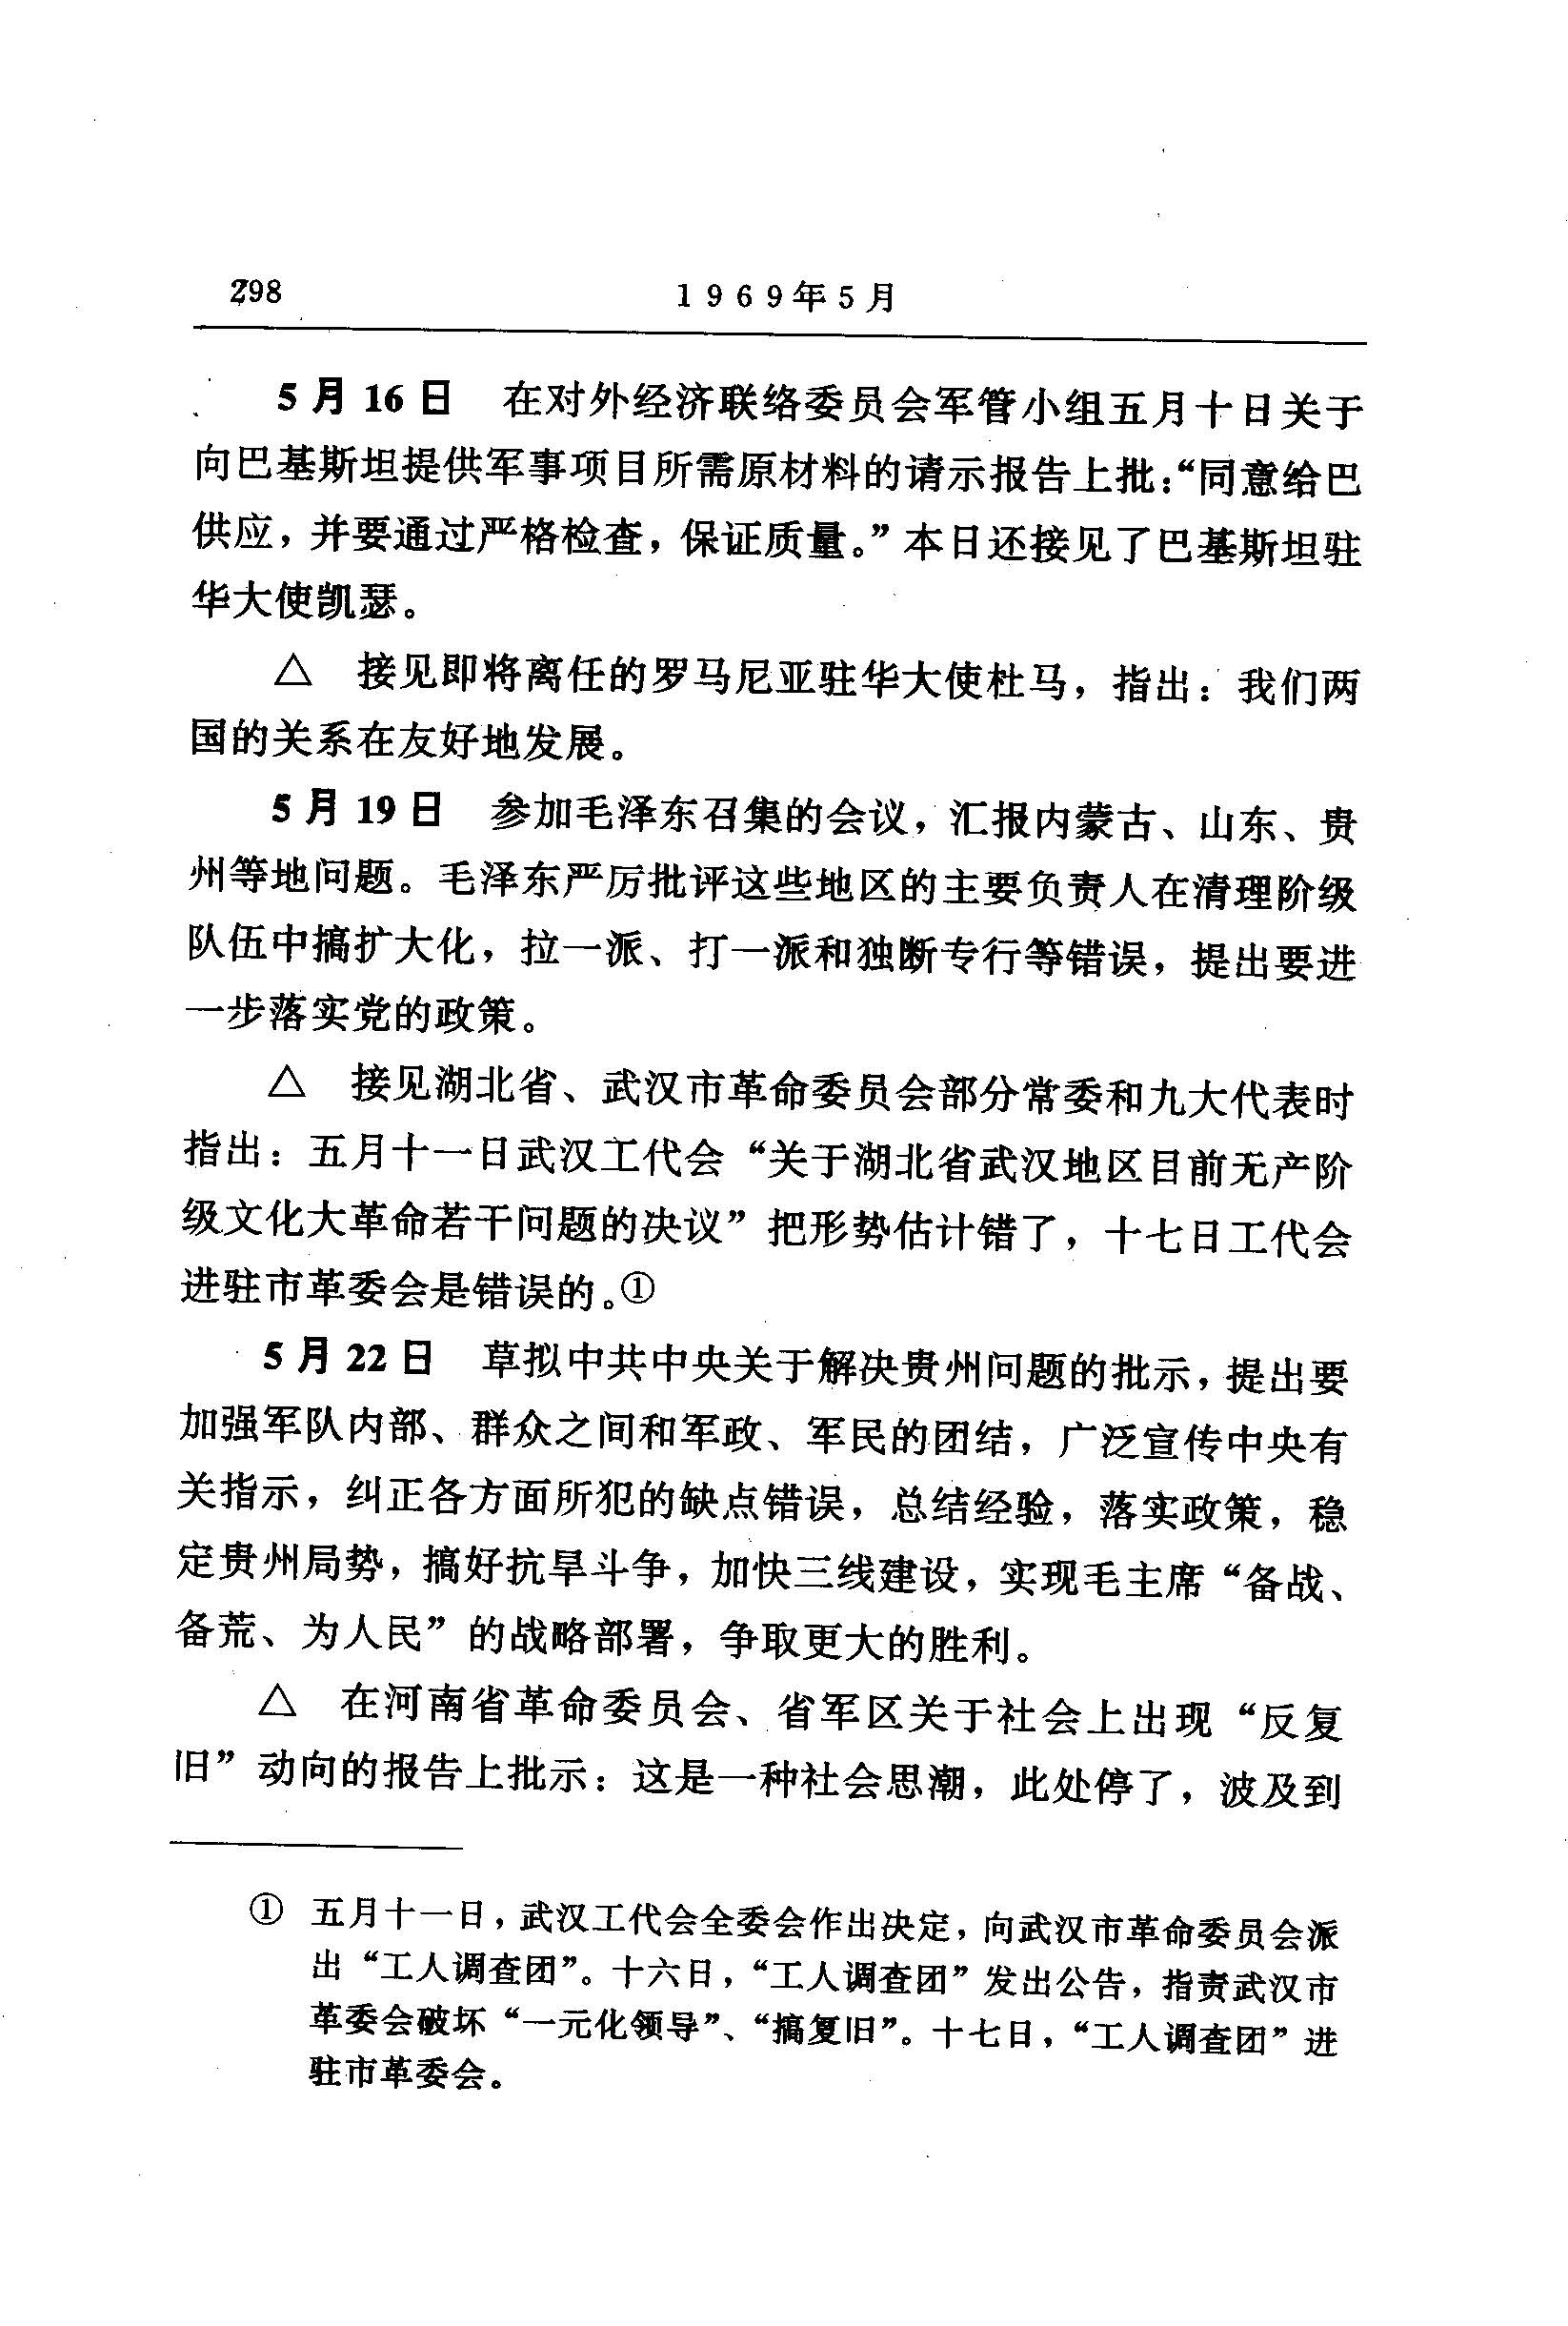 298
1969年5月
5月16日 在对外经济联络委员会军管小组五月十日关于
向巴基斯坦提供军事项目所需原材料的请示报告上批:“同意给巴
供应，并要通过严格检查，保证质量。”本日还接见了巴基斯坦驻
华大使凯瑟。
△ 接见即将离任的罗马尼亚驻华大使杜马，指出：我们两
国的关系在友好地发展。
5月19日 参加毛泽东召集的会议，汇报内蒙古、山东、贵
州等地问题。毛泽东严厉批评这些地区的主要负责人在清理阶级
队伍中搞扩大化，拉一派、打一派和独断专行等错误，提出要进
一步落实党的政策。
△ 接见湖北省、武汉市革命委员会部分常委和九大代表时
指出：五月十一日武汉工代会“关于湖北省武汉地区目前无产阶
级文化大革命若干问题的决议”把形势估计错了，十七日工代会
进驻市革委会是错误的。①
5月22日 草拟中共中央关于解决贵州问题的批示，提出要
加强军队内部、群众之间和军政、军民的团结，广泛宣传中央有
关指示，纠正各方面所犯的缺点错误，总结经验，落实政策，稳
定贵州局势，搞好抗旱斗争，加快三线建设，实现毛主席“备战、
备荒、为人民”的战略部署，争取更大的胜利。
△ 在河南省革命委员会、省军区关于社会上出现“反复
旧”动向的报告上批示：这是一种社会思潮，此处停了，波及到
① 五月十一日，武汉工代会全委会作出决定，向武汉市革命委员会派
出“工人调查团”。十六日，“工人调查团”发出公告，指责武汉市
革委会破坏“一元化领导”、“搞复旧”。十七日，“工人调查团”进
驻市革委会。